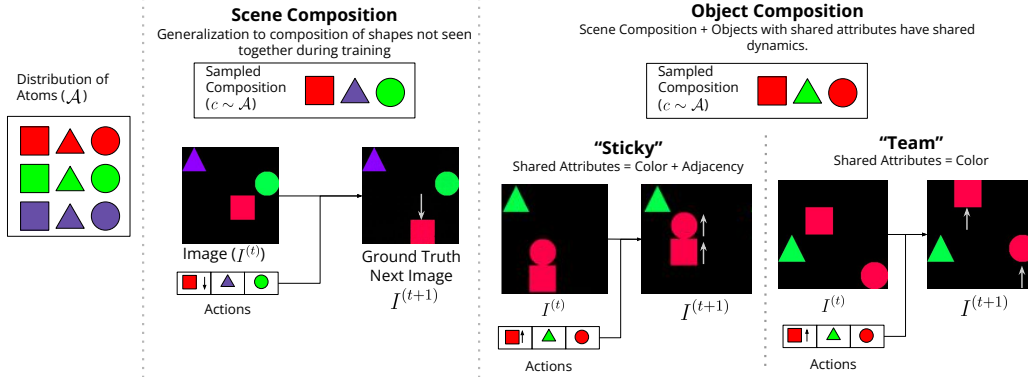 Distribution of
Atoms (𝒜)
Scene Composition
Generalization to composition of shapes not seen
together during training
Sampled
Composition
(c ∼ 𝒜)
Image (I^(t))
Actions
Ground Truth
Next Image
I^(t+1)
Object Composition
Scene Composition + Objects with shared attributes have shared
dynamics.
Sampled
Composition
(c ∼ 𝒜)
“Sticky”
Shared Attributes = Color + Adjacency
I^(t)
I^(t+1)
Actions
“Team”
Shared Attributes = Color
I^(t)
I^(t+1)
Actions